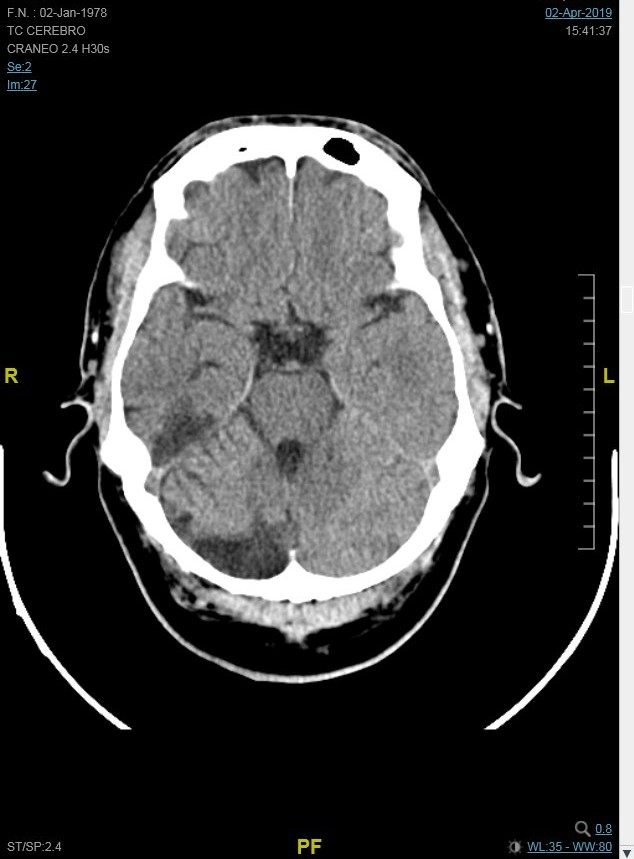 F.N. : 02-Jan-1978
TC CEREBRO
CRANEO 2.4 H30s
Se:2
Im:27
02-Apr-2019
15:41:37
R
L
0.8
ST/SP:2.4
PF
WL:35 - WW:80